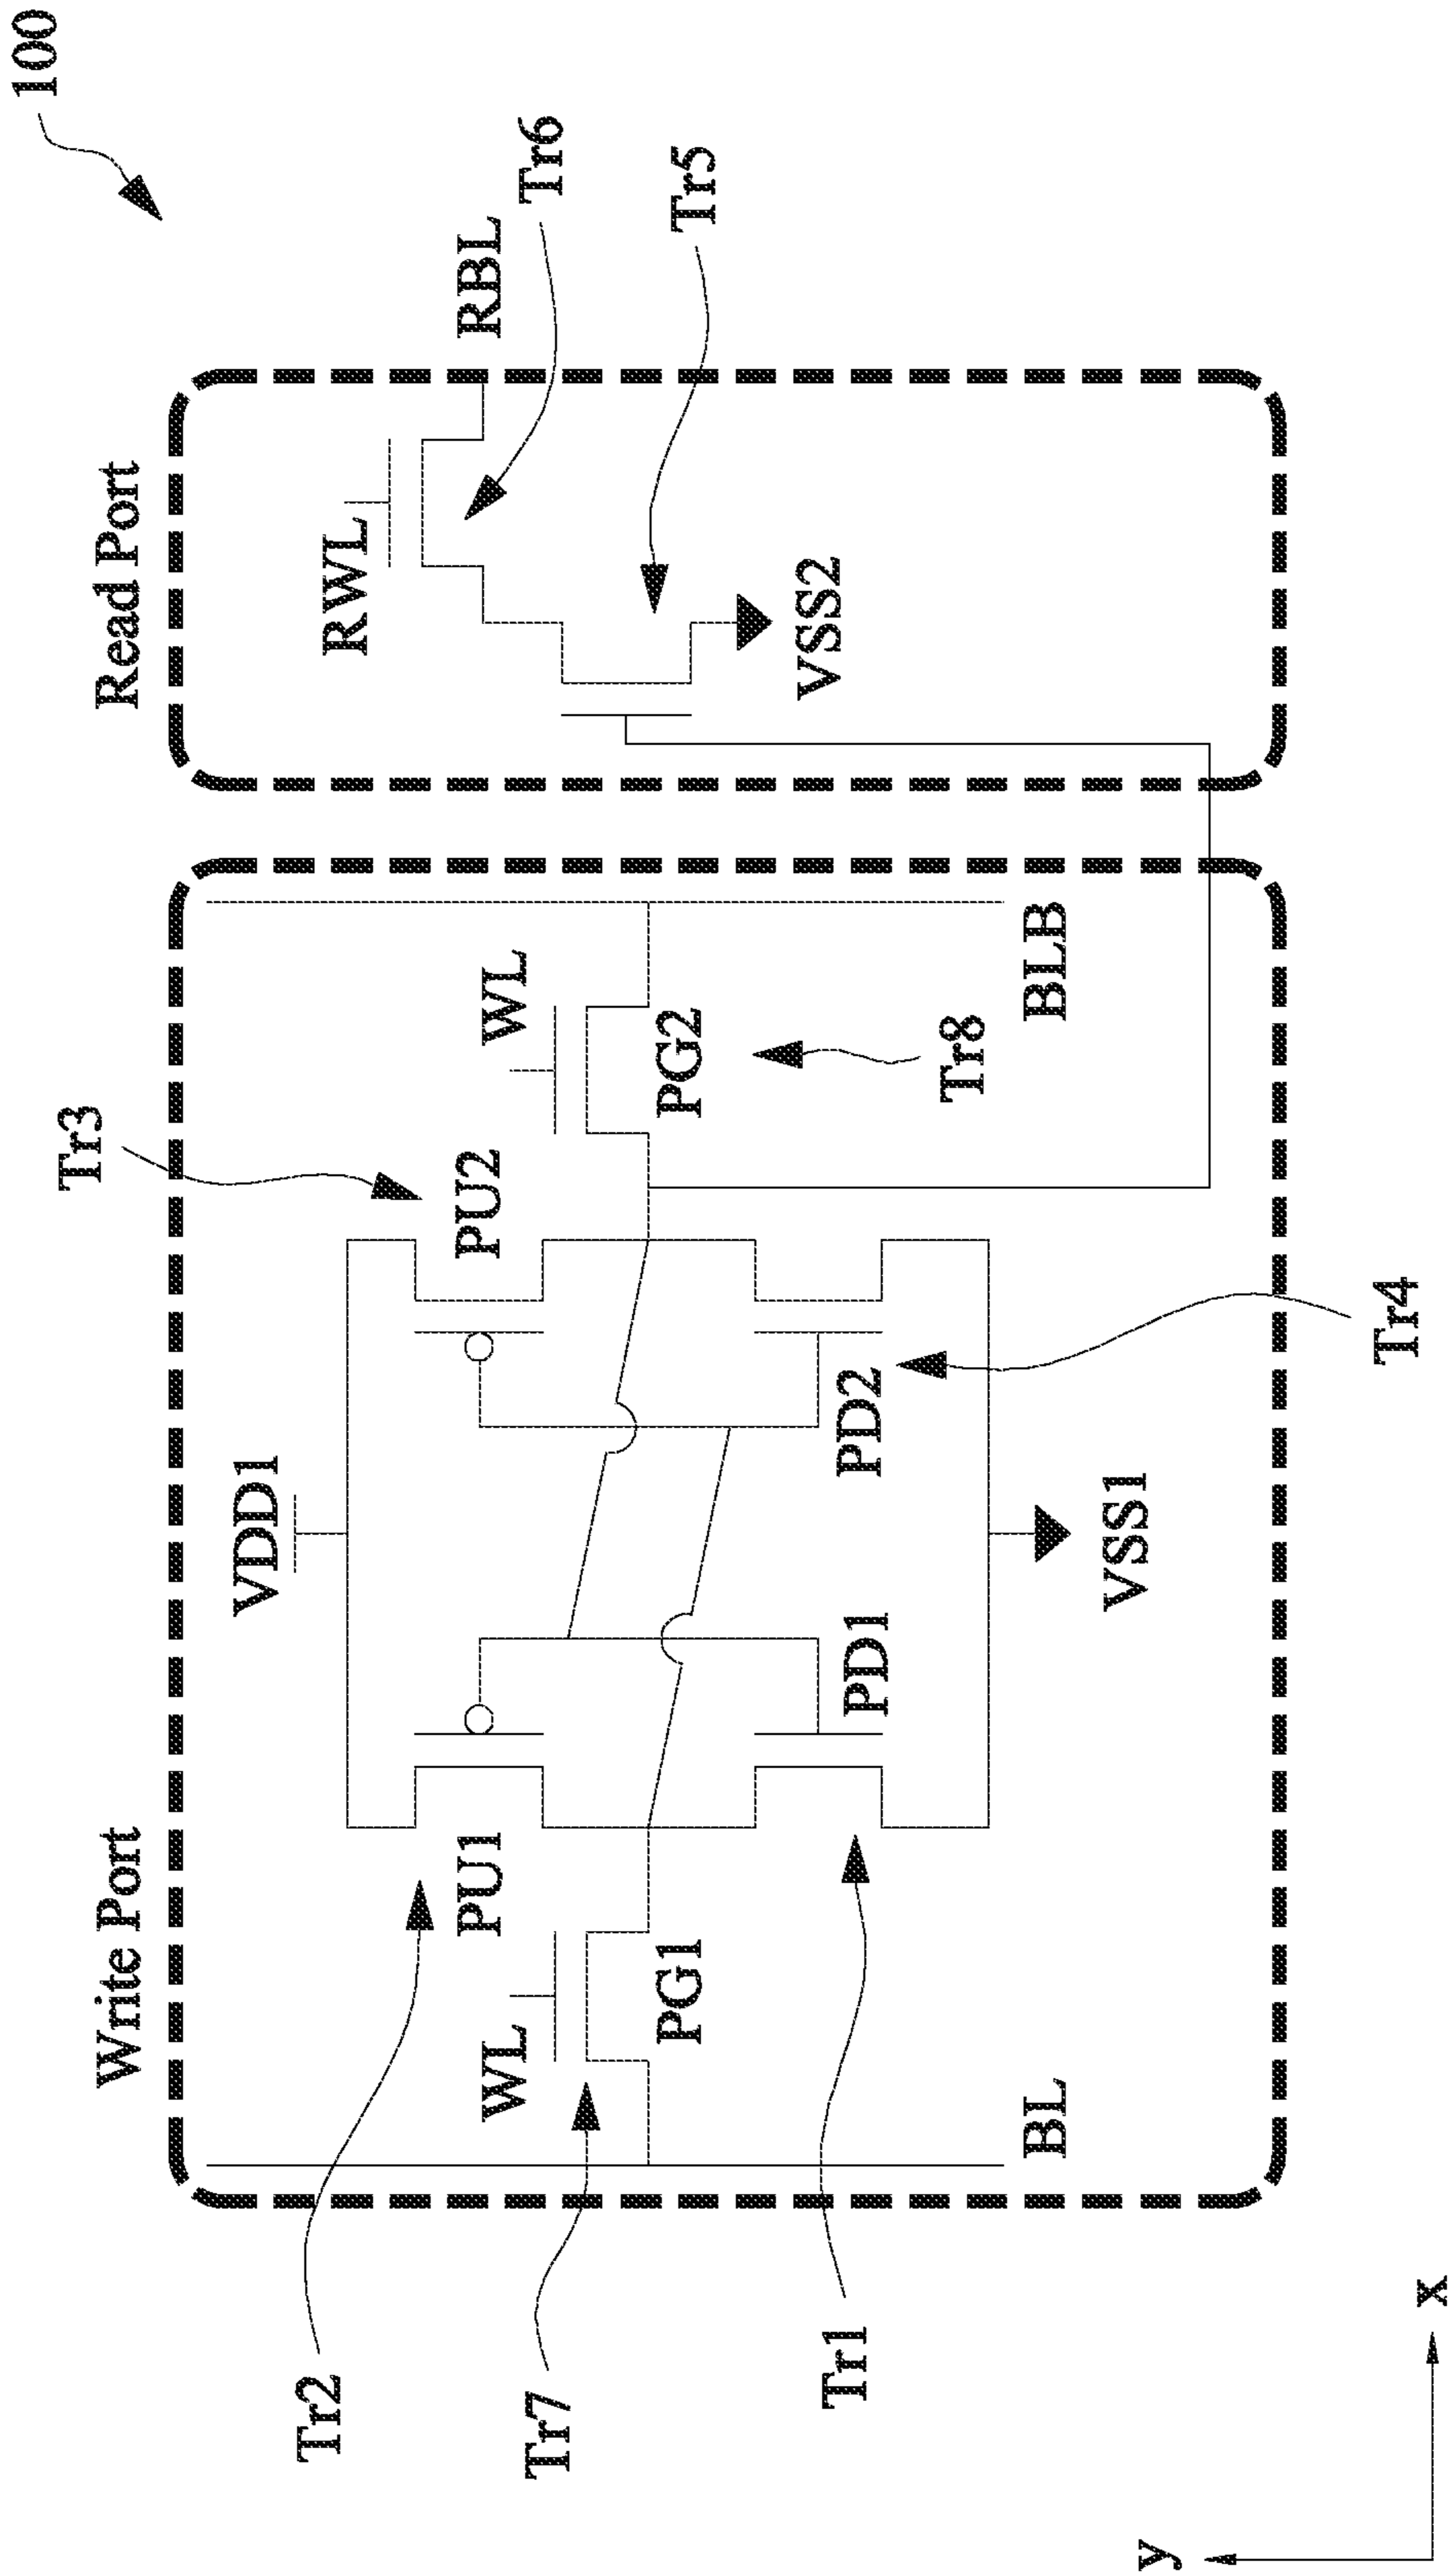 100
Write Port
Read Port
Tr3
VDD1
RWL
RBL
Tr6
Tr2
PU1
PU2
WL
WL
Tr7
PG1
PG2
Tr5
VSS2
Tr1
PD1
PD2
Tr8
BL
BLB
VSS1
Tr4
y
x